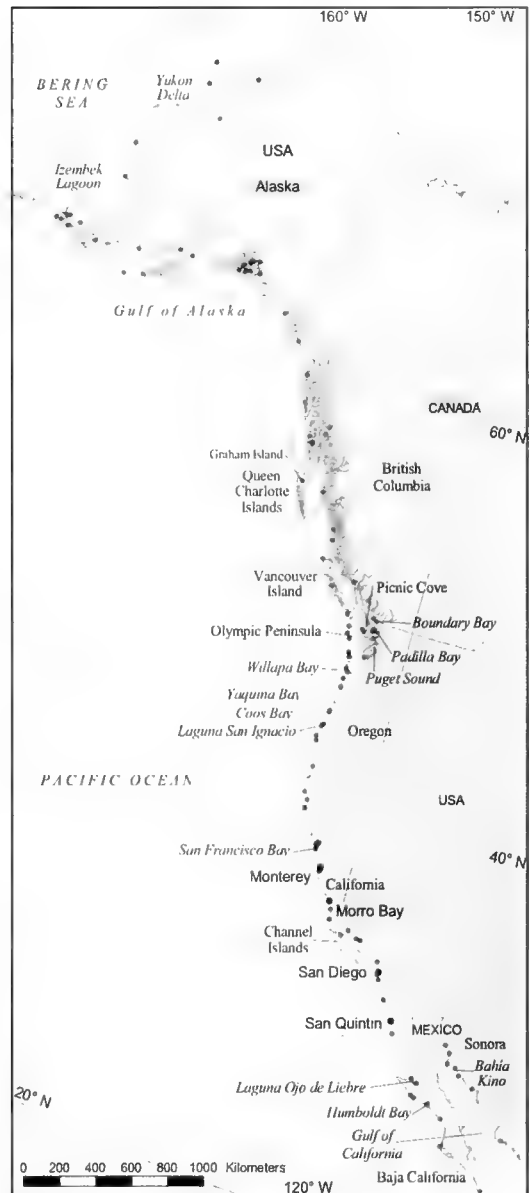 160° W
150° W
BERING
SEA
Yukon
Delta
USA
Izembek
Lagoon
Alaska
Gulf of Alaska
CANADA
60° N
Graham Island
Queen
Charlotte
Islands
British
Columbia
Vancouver
Island
Picnic Cove
Boundary Bay
Olympic Peninsula
Padilla Bay
Willapa Bay
Puget Sound
Yaquina Bay
Coos Bay
Laguna San Ignacio
Oregon
PACIFIC OCEAN
USA
San Francisco Bay
40° N
Monterey
California
Morro Bay
Channel
Islands
San Diego
San Quintin
MEXICO
Sonora
Bahía
Kino
Laguna Ojo de Liebre
20° N
Humboldt Bay
Gulf of
California
Baja California
0 200 400 600 800 1000 Kilometers
120° W